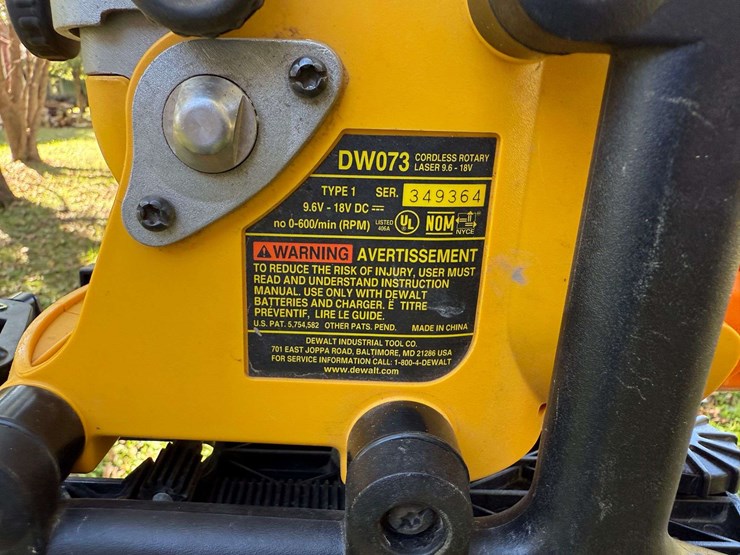 DW073 CORDLESS ROTARY
LASER 9.6 - 18V
TYPE 1 SER. 349364
9.6V - 18V DC ⎓
no 0-600/min (RPM) LISTED 406A UL NOM NYCE
WARNING AVERTISSEMENT
TO REDUCE THE RISK OF INJURY, USER MUST
READ AND UNDERSTAND INSTRUCTION
MANUAL. USE ONLY WITH DEWALT
BATTERIES AND CHARGER. E TITRE
PRÉVENTIF, LIRE LE GUIDE.
U.S. PAT. 5,754,582 OTHER PATS. PEND. MADE IN CHINA
DEWALT INDUSTRIAL TOOL CO.
701 EAST JOPPA ROAD, BALTIMORE, MD 21286 USA
FOR SERVICE INFORMATION CALL: 1-800-4-DEWALT
www.dewalt.com